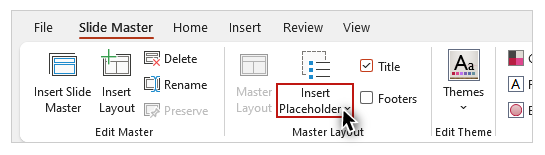 File Slide Master Home Insert Review View
Insert Slide
Master
Insert
Layout
Delete
Rename
Preserve
Edit Master
Master
Layout
Insert
Placeholder
Title
Footers
Master Layout
Aa
Themes
Edit Theme
A